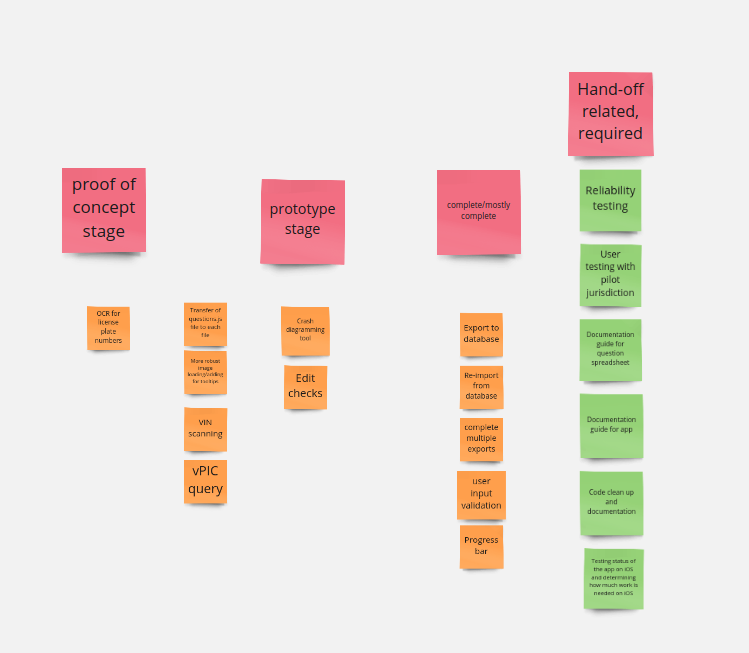 proof of
concept
stage
OCR for
license
plate
numbers
Transfer of
questions.js
file to each
file
More robust
image
loading/adding
for tooltips
VIN
scanning
vPIC
query
prototype
stage
Crash
diagramming
tool
Edit
checks
complete/mostly
complete
Export to
database
Re-import
from
database
complete
multiple
exports
user
input
validation
Progress
bar
Hand-off
related,
required
Reliability
testing
User
testing with
pilot
jurisdiction
Documentation
guide for
question
spreadsheet
Documentation
guide for app
Code clean up
and
documentation
Testing status of
the app on iOS
and determining
how much work is
needed on iOS